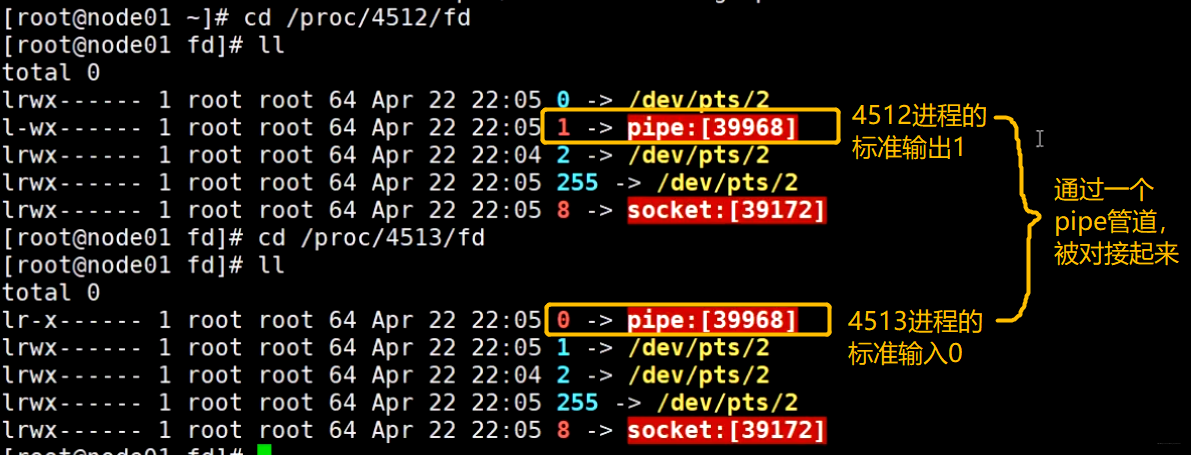 [root@node01 ~]# cd /proc/4512/fd
[root@node01 fd]# ll
total 0
lrwx------ 1 root root 64 Apr 22 22:05 0 -> /dev/pts/2
l-wx------ 1 root root 64 Apr 22 22:05 1 -> pipe:[39968]
lrwx------ 1 root root 64 Apr 22 22:04 2 -> /dev/pts/2
lrwx------ 1 root root 64 Apr 22 22:05 255 -> /dev/pts/2
lrwx------ 1 root root 64 Apr 22 22:05 8 -> socket:[39172]
[root@node01 fd]# cd /proc/4513/fd
[root@node01 fd]# ll
total 0
lr-x------ 1 root root 64 Apr 22 22:05 0 -> pipe:[39968]
lrwx------ 1 root root 64 Apr 22 22:05 1 -> /dev/pts/2
lrwx------ 1 root root 64 Apr 22 22:04 2 -> /dev/pts/2
lrwx------ 1 root root 64 Apr 22 22:05 255 -> /dev/pts/2
lrwx------ 1 root root 64 Apr 22 22:05 8 -> socket:[39172]
[root@node01 fd]#
4512进程的
标准输出1
4513进程的
标准输入0
通过一个
pipe管道，
被对接起来